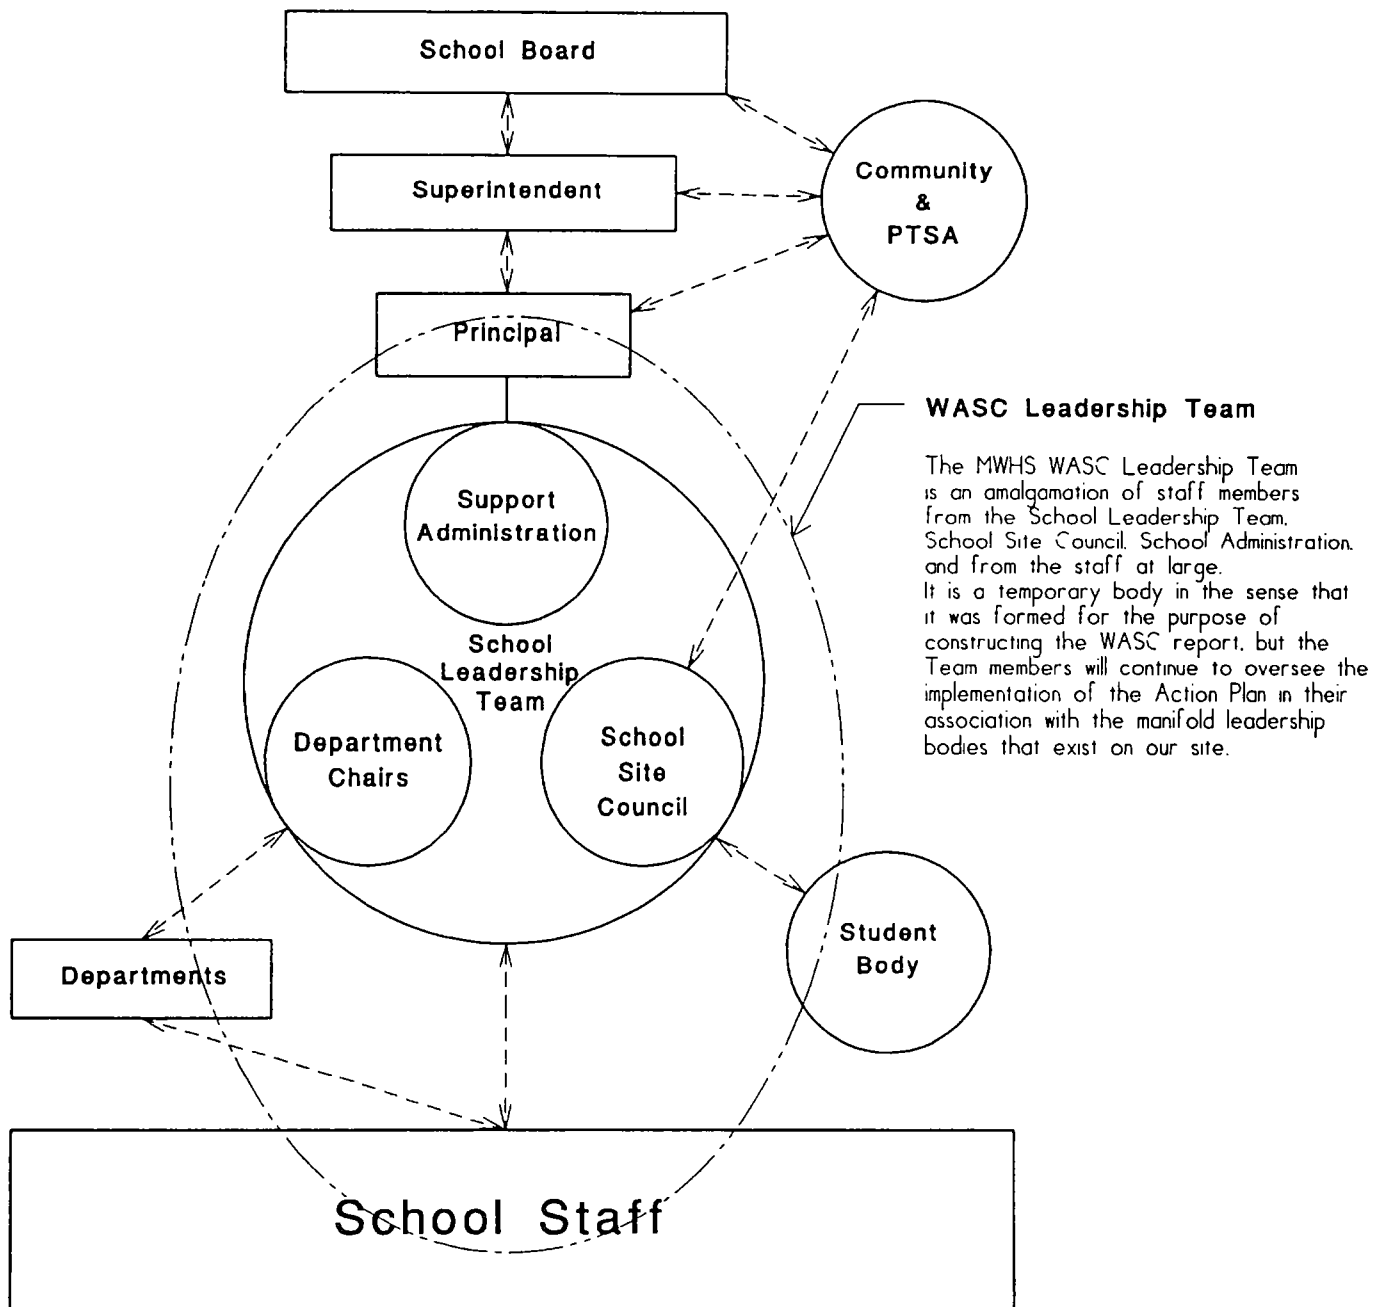 School Board
Superintendent
Community
&
PTSA
Principal
WASC Leadership Team
The MWHS WASC Leadership Team
is an amalgamation of staff members
from the School Leadership Team,
School Site Council, School Administration,
and from the staff at large.
It is a temporary body in the sense that
it was formed for the purpose of
constructing the WASC report, but the
Team members will continue to oversee the
implementation of the Action Plan in their
association with the manifold leadership
bodies that exist on our site.
Support
Administration
School
Leadership
Team
Department
Chairs
School
Site
Council
Student
Body
Departments
School Staff